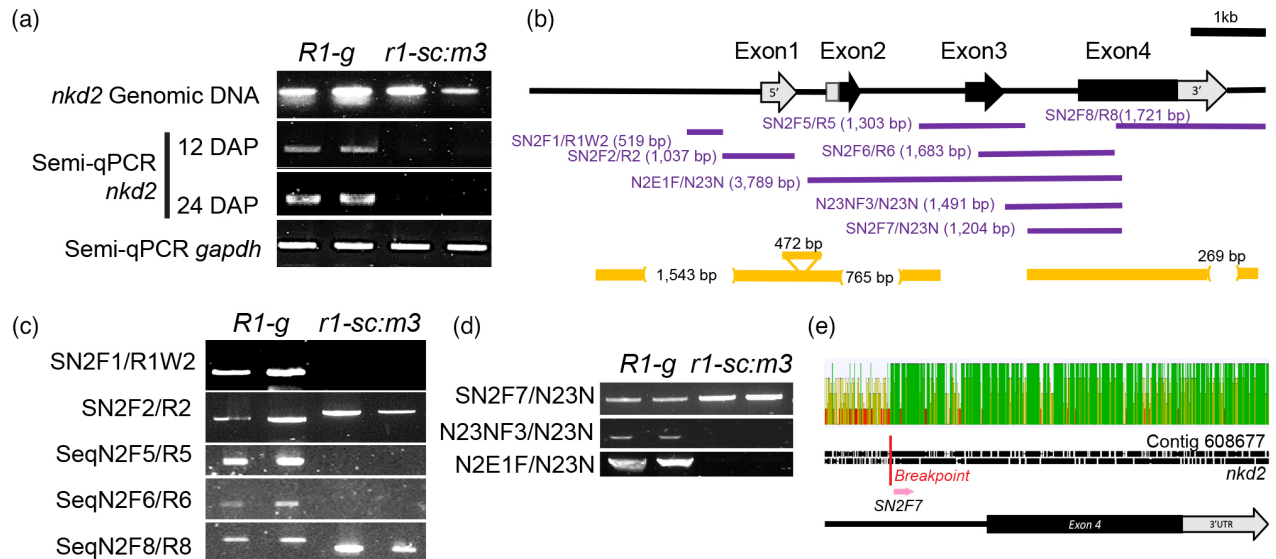 (a)
R1-g r1-sc:m3
nkd2 Genomic DNA
Semi-qPCR
nkd2
12 DAP
24 DAP
Semi-qPCR gapdh
(b)
1kb
Exon1 Exon2 Exon3 Exon4
5’ 3’
SN2F5/R5 (1,303 bp)
SN2F8/R8(1,721 bp)
SN2F1/R1W2 (519 bp)
SN2F2/R2 (1,037 bp)
SN2F6/R6 (1,683 bp)
N2E1F/N23N (3,789 bp)
N23NF3/N23N (1,491 bp)
SN2F7/N23N (1,204 bp)
472 bp
269 bp
1,543 bp
765 bp
(c)
R1-g r1-sc:m3
SN2F1/R1W2
SN2F2/R2
SeqN2F5/R5
SeqN2F6/R6
SeqN2F8/R8
(d)
R1-g r1-sc:m3
SN2F7/N23N
N23NF3/N23N
N2E1F/N23N
(e)
Contig 608677
nkd2
Breakpoint
SN2F7
Exon 4
3'UTR